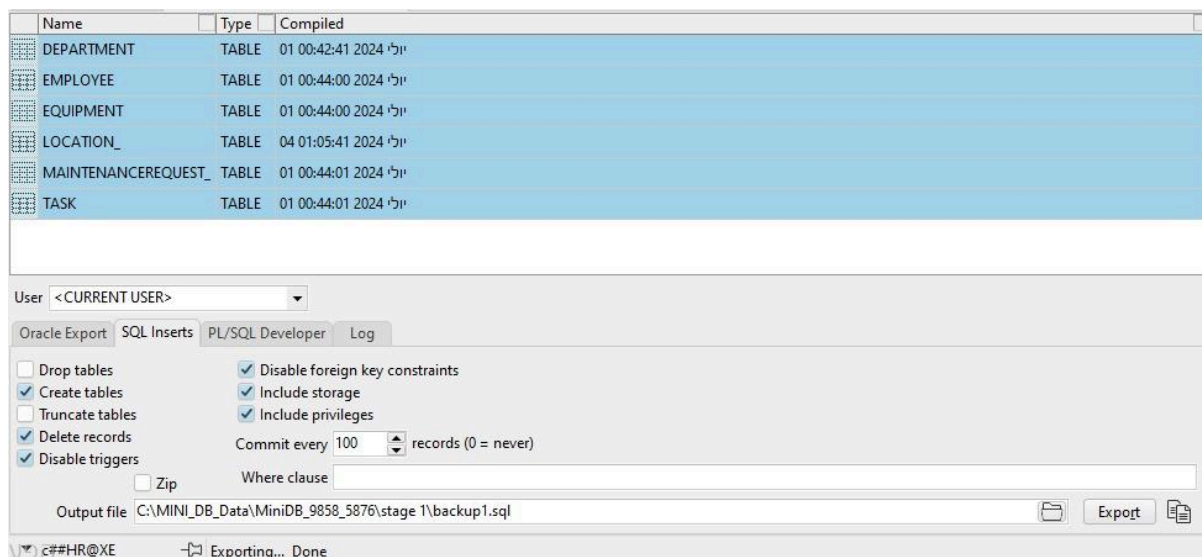 Name Type Compiled
DEPARTMENT TABLE 01 00:42:41 2024 יולי
EMPLOYEE TABLE 01 00:44:00 2024 יולי
EQUIPMENT TABLE 01 00:44:00 2024 יולי
LOCATION_ TABLE 04 01:05:41 2024 יולי
MAINTENANCEREQUEST_ TABLE 01 00:44:01 2024 יולי
TASK TABLE 01 00:44:01 2024 יולי
User <CURRENT USER>
Oracle Export SQL Inserts PL/SQL Developer Log
Drop tables Disable foreign key constraints
Create tables Include storage
Truncate tables Include privileges
Delete records Commit every 100 records (0 = never)
Disable triggers
Zip Where clause
Output file C:\MINI_DB_Data\MiniDB_9858_5876\stage 1\backup1.sql Export
c##HR@XE Exporting... Done